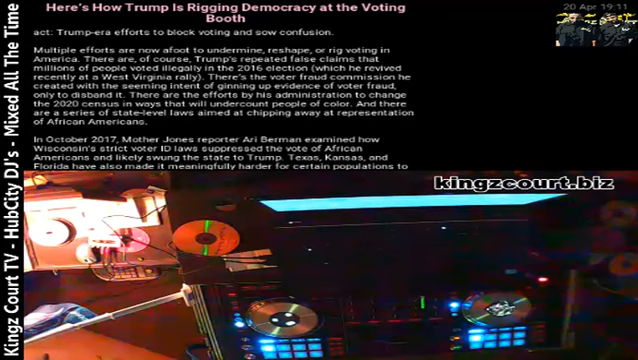 Here's How Trump Is Rigging Democracy at the Voting
Booth
20 Apr 19:11
act: Trump-era efforts to block voting and sow confusion.
Multiple efforts are now afoot to undermine, reshape, or rig voting in
America. There are, of course, Trump's repeated false claims that
millions of people voted illegally in the 2016 election (which he revived
recently at a West Virginia rally). There's the voter fraud commission he
created with the seeming intent of ginning up evidence of voter fraud,
only to disband it. There are the efforts by his administration to change
the 2020 census in ways that will undercount people of color. And there
are a series of state-level laws aimed at chipping away at representation
of African Americans.
In October 2017, Mother Jones reporter Ari Berman examined how
Wisconsin's strict voter ID laws suppressed the vote of African
Americans and likely swung the state to Trump. Texas, Kansas, and
Florida have also made it meaningfully harder for certain populations to
kingzcourt.biz
Kingz Court TV - HubCity DJ's - Mixed All The Time